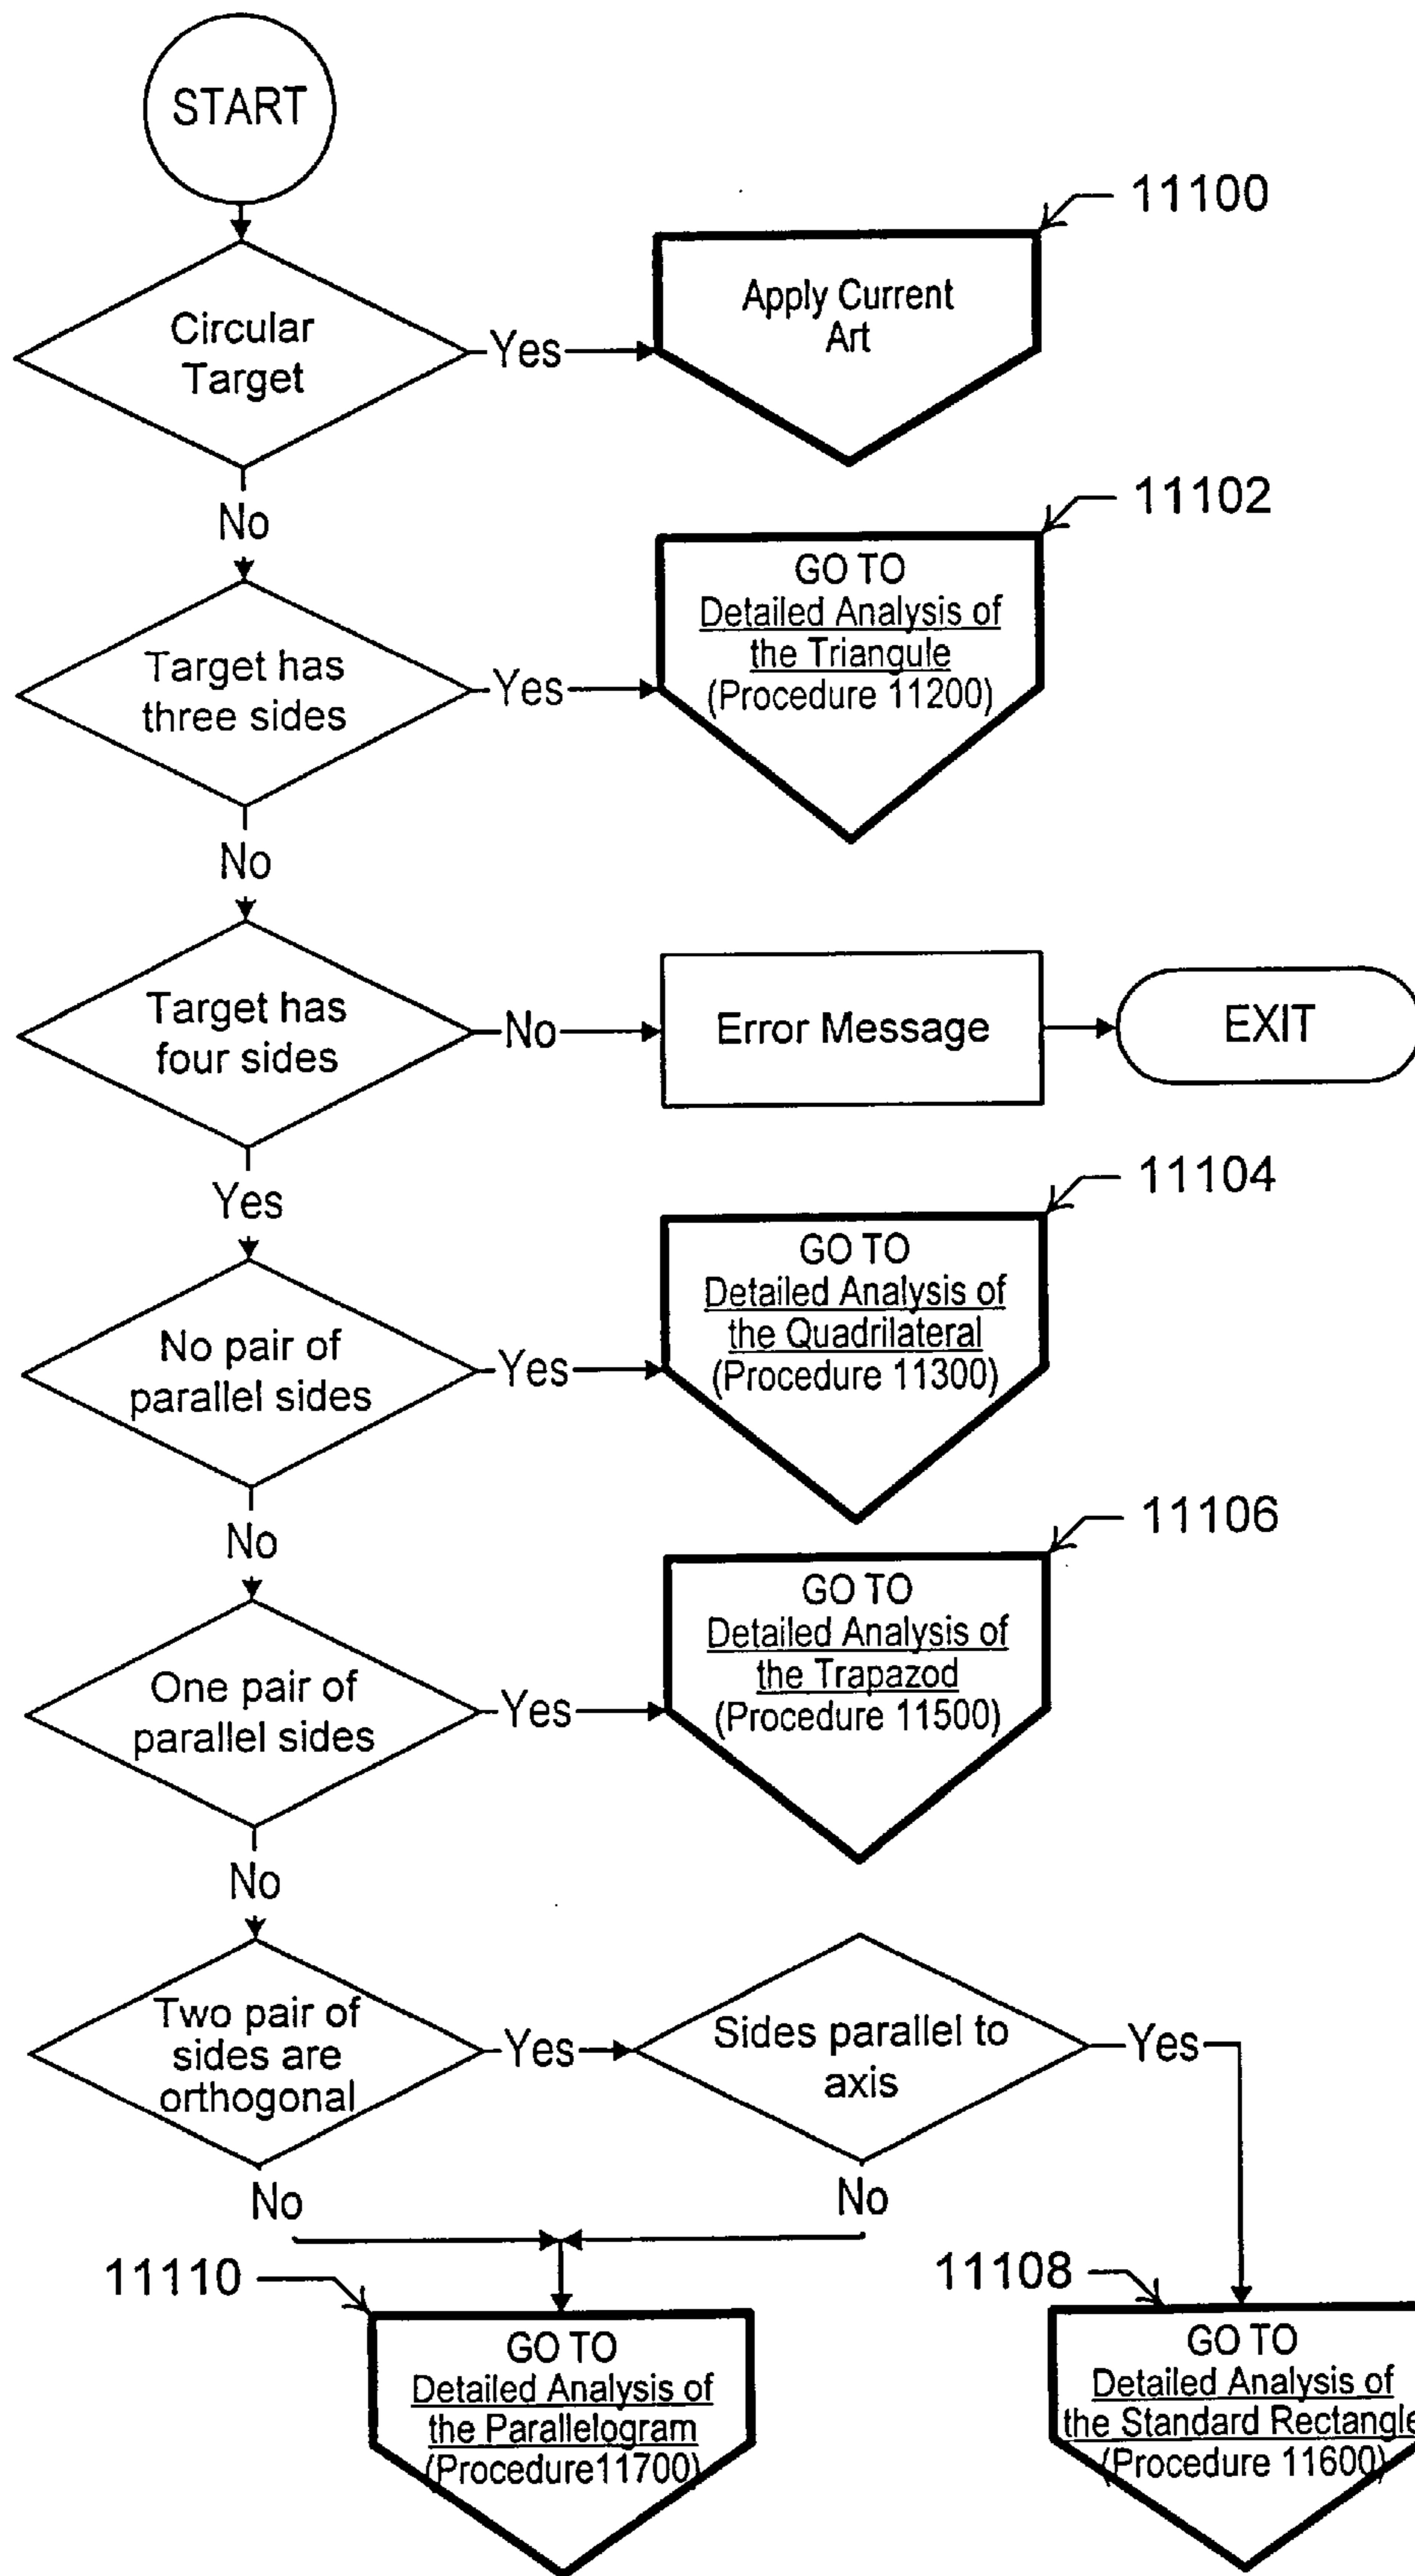 START
11100
Circular
Target
Yes
Apply Current
Art
No
11102
Target has
three sides
Yes
GO TO
Detailed Analysis of
the Triangule
(Procedure 11200)
No
Target has
four sides
No
Error Message
EXIT
Yes
11104
No pair of
parallel sides
Yes
GO TO
Detailed Analysis of
the Quadrilateral
(Procedure 11300)
No
11106
One pair of
parallel sides
Yes
GO TO
Detailed Analysis of
the Trapazod
(Procedure 11500)
No
Two pair of
sides are
orthogonal
Yes
Sides parallel to
axis
Yes
No
No
11110
GO TO
Detailed Analysis of
the Parallelogram
(Procedure11700)
11108
GO TO
Detailed Analysis of
the Standard Rectangle
(Procedure 11600)